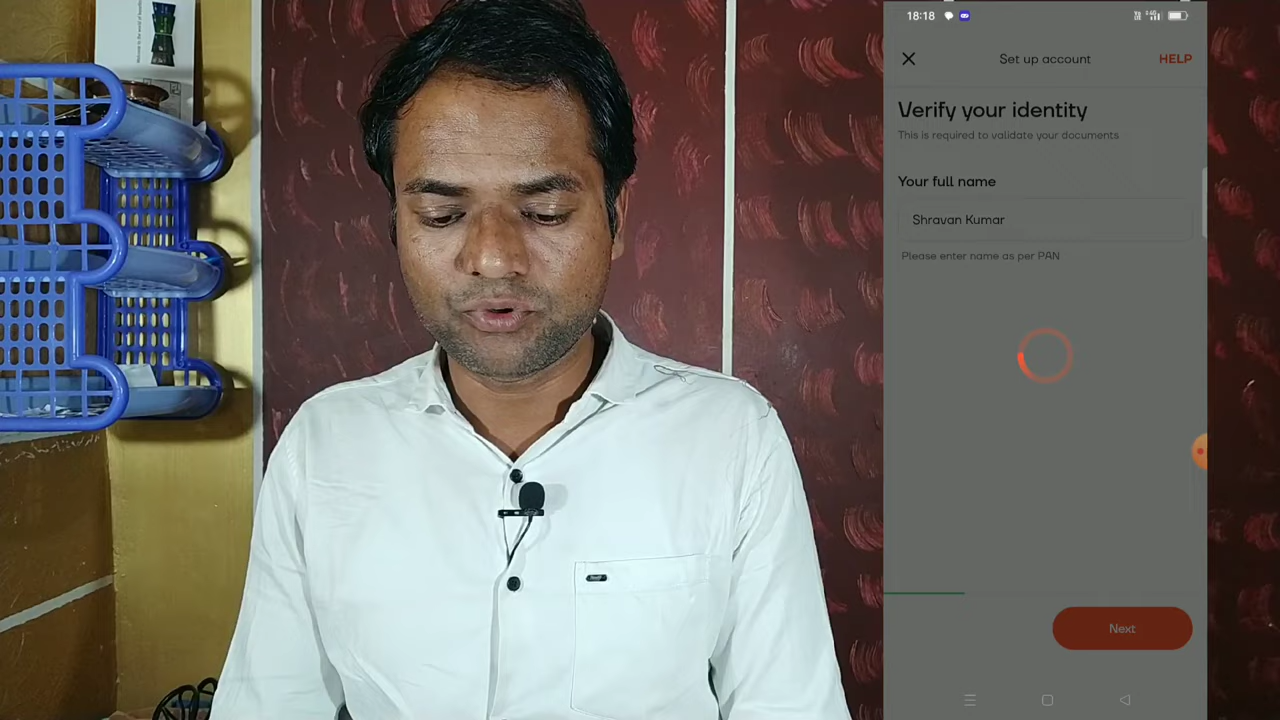 18:18
Set up account
HELP
Verify your identity
This is required to validate your documents
Your full name
Shravan Kumar
Please enter name as per PAN
Next